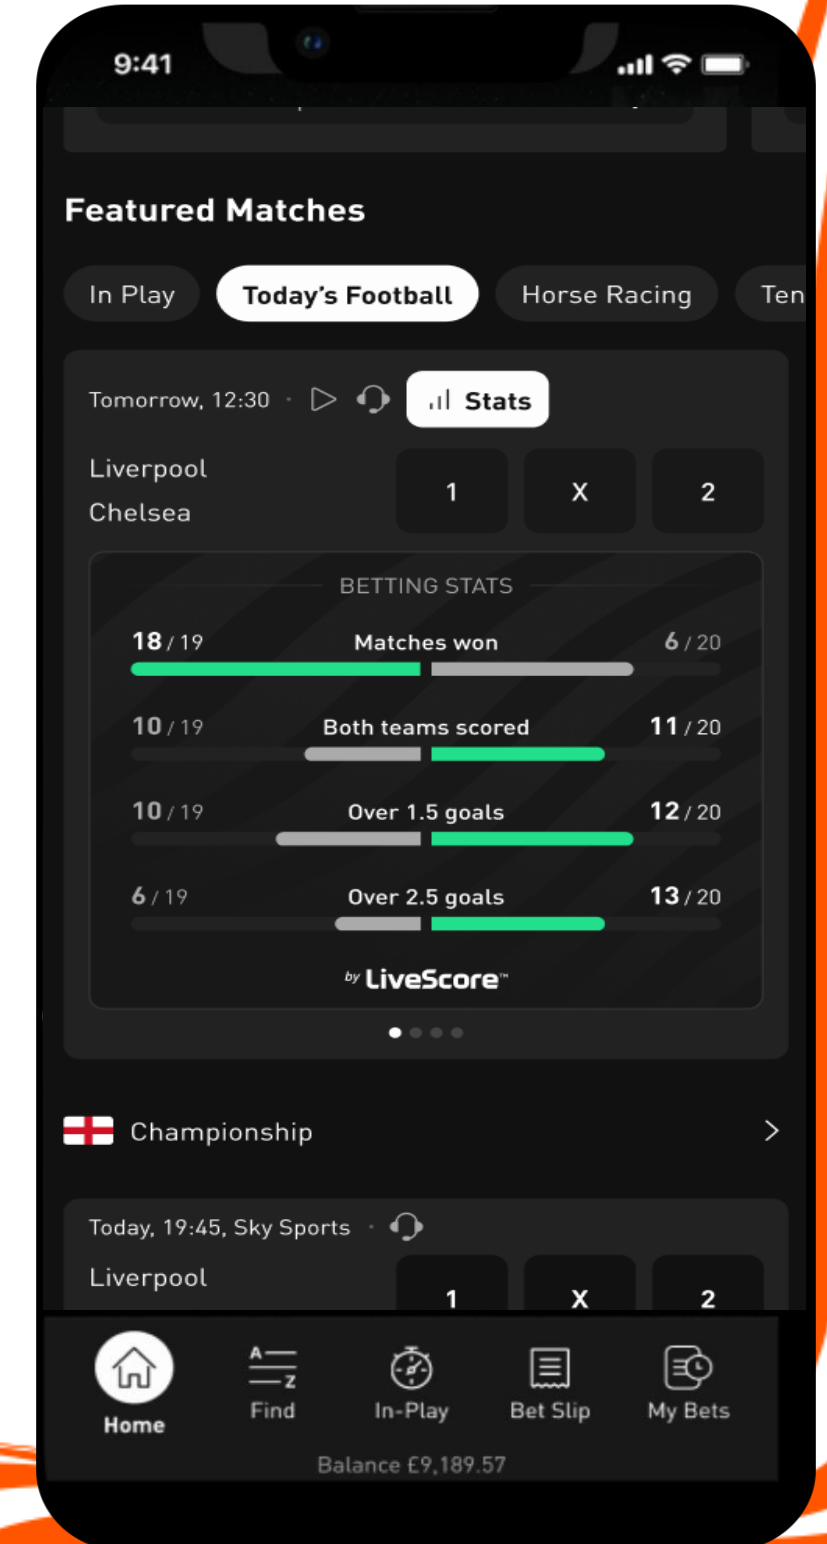 9:41
Featured Matches
In Play Today's Football Horse Racing Ten
Tomorrow, 12:30 · Stats
Liverpool
Chelsea
1 X 2
BETTING STATS
18 / 19 Matches won 6 / 20
10 / 19 Both teams scored 11 / 20
10 / 19 Over 1.5 goals 12 / 20
6 / 19 Over 2.5 goals 13 / 20
by LiveScore™
Championship
Today, 19:45, Sky Sports ·
Liverpool
1 X 2
A Z
Home Find In-Play Bet Slip My Bets
Balance £9,189.57